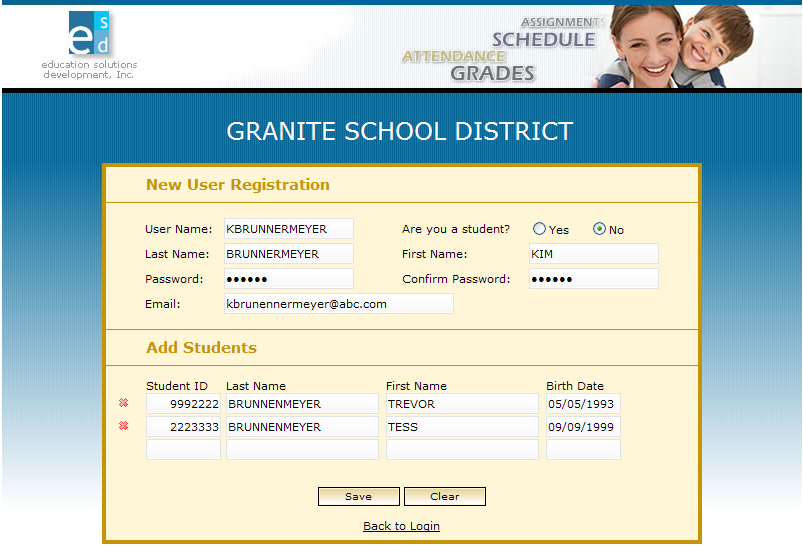 e s d
education solutions
development, Inc.
ASSIGNMENTS
SCHEDULE
ATTENDANCE
GRADES
GRANITE SCHOOL DISTRICT
New User Registration
User Name: KBRUNNERMEYER Are you a student? Yes No
Last Name: BRUNNERMEYER First Name: KIM
Password: •••••• Confirm Password: ••••••
Email: kbrunennermeyer@abc.com
Add Students
Student ID Last Name First Name Birth Date
9992222 BRUNNENMEYER TREVOR 05/05/1993
2223333 BRUNNENMEYER TESS 09/09/1999
Save Clear
Back to Login